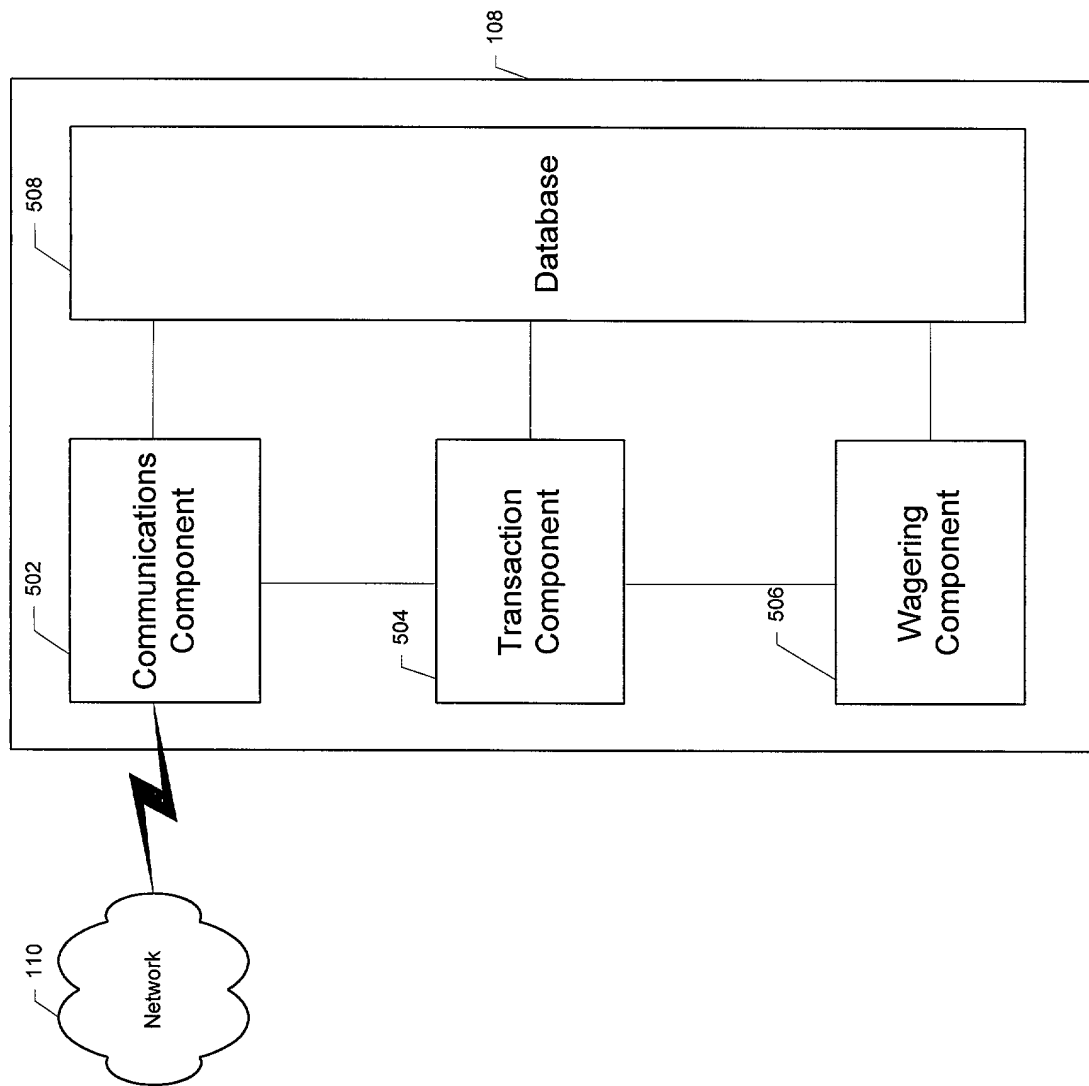 110
Network
108
502
Communications
Component
504
Transaction
Component
506
Wagering
Component
508
Database